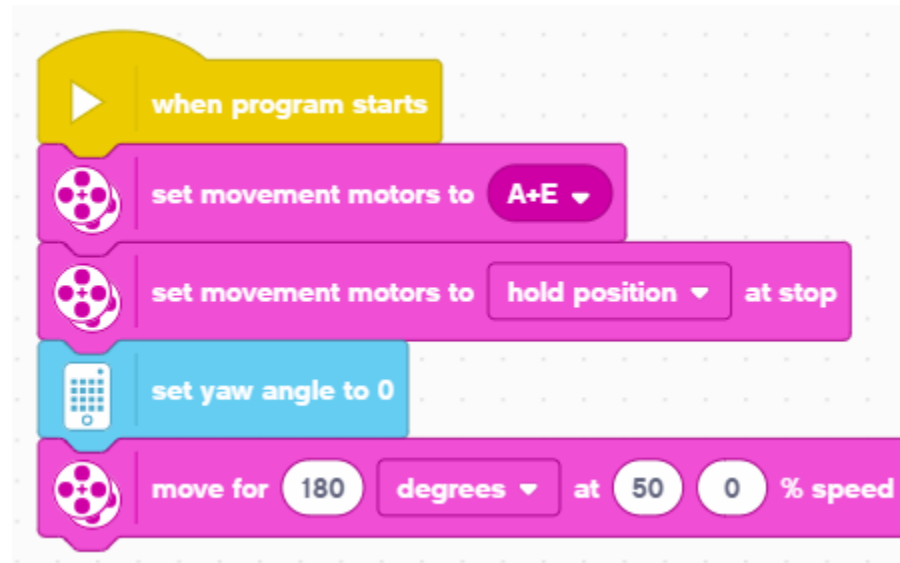 when program starts
set movement motors to A+E
set movement motors to hold position at stop
set yaw angle to 0
move for 180 degrees at 50 0 % speed